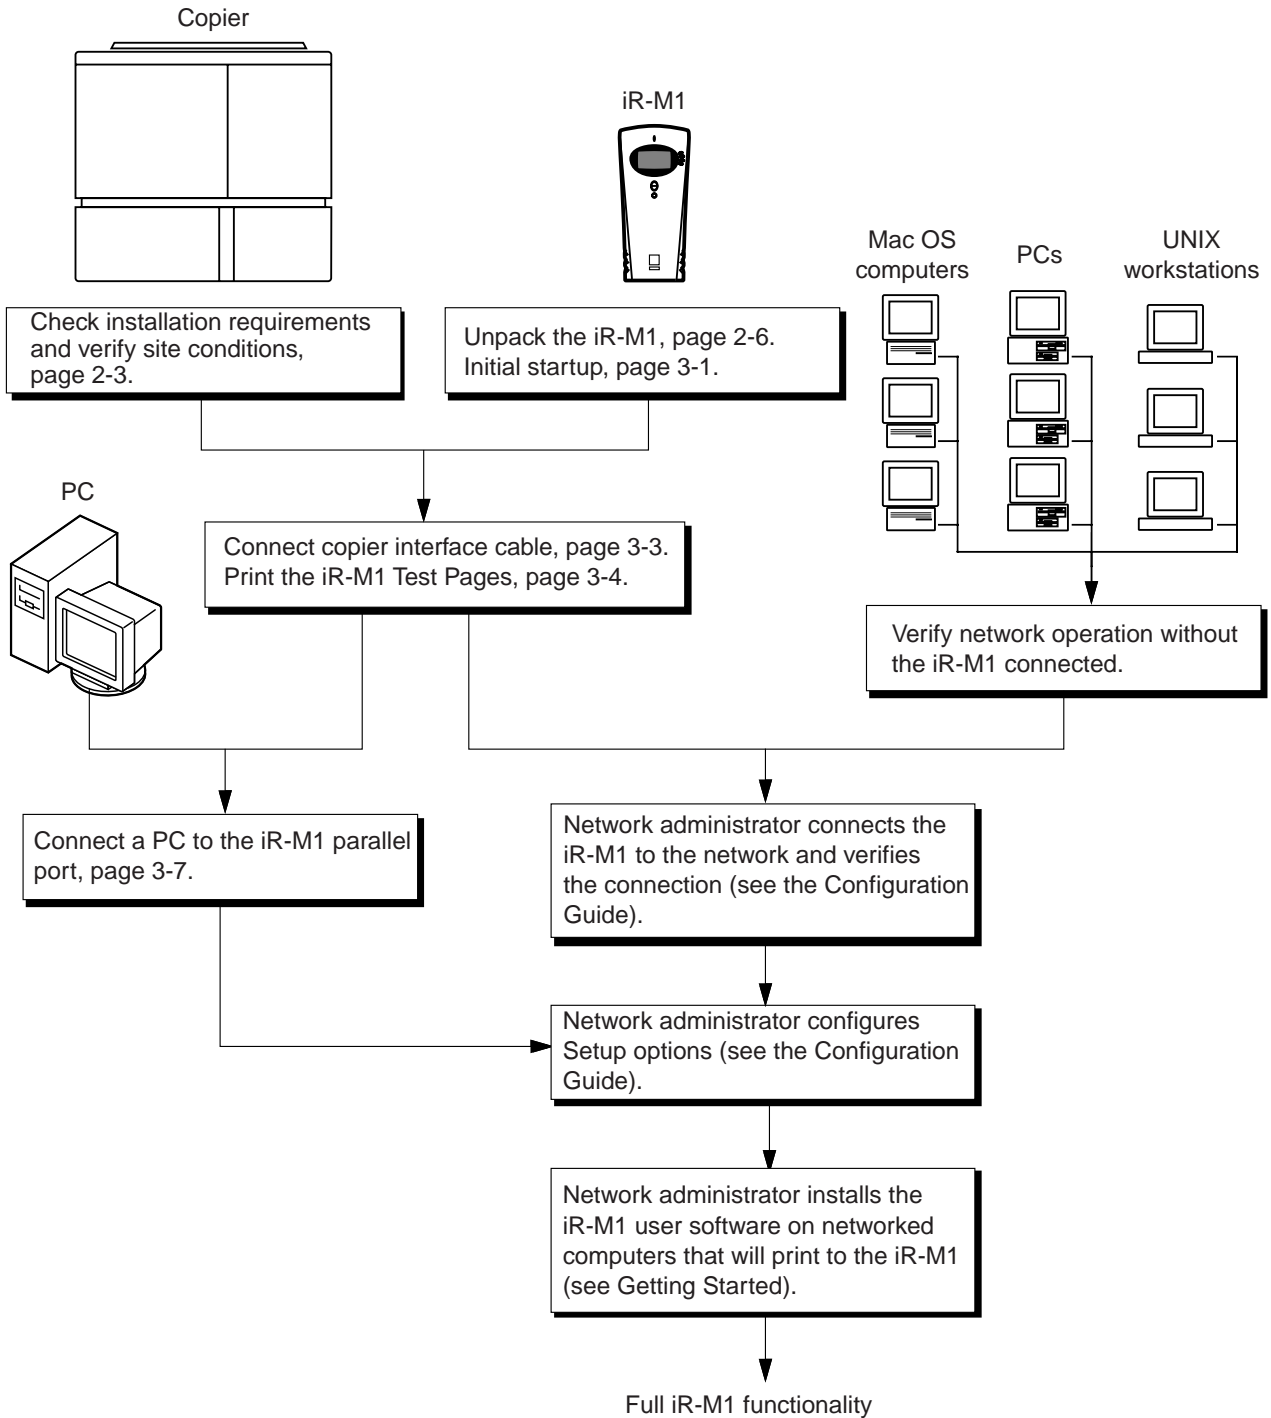 Copier
iR-M1
Mac OS
computers
PCs
UNIX
workstations
Check installation requirements
and verify site conditions,
page 2-3.
Unpack the iR-M1, page 2-6.
Initial startup, page 3-1.
PC
Connect copier interface cable, page 3-3.
Print the iR-M1 Test Pages, page 3-4.
Verify network operation without
the iR-M1 connected.
Connect a PC to the iR-M1 parallel
port, page 3-7.
Network administrator connects the
iR-M1 to the network and verifies
the connection (see the Configuration
Guide).
Network administrator configures
Setup options (see the Configuration
Guide).
Network administrator installs the
iR-M1 user software on networked
computers that will print to the iR-M1
(see Getting Started).
Full iR-M1 functionality